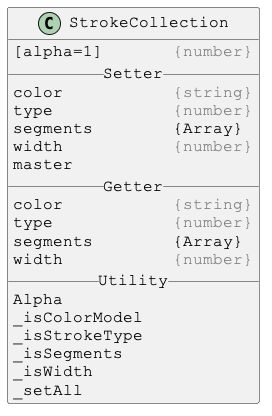 C StrokeCollection
[alpha=1] {number}
Setter
color {string}
type {number}
segments {Array}
width {number}
master
Getter
color {string}
type {number}
segments {Array}
width {number}
Utility
Alpha
_isColorModel
_isStrokeType
_isSegments
_isWidth
_setAll